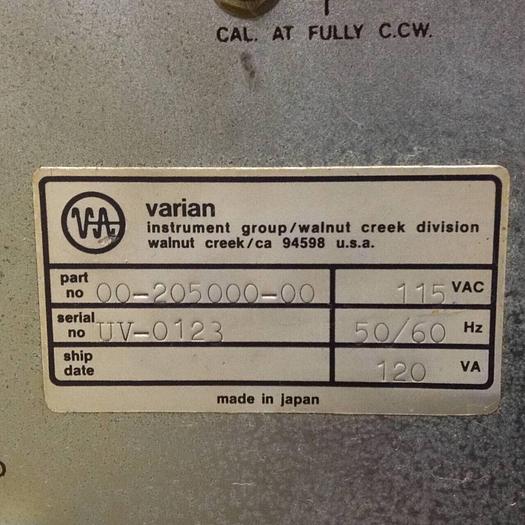 CAL. AT FULLY C.CW.
VA
varian
instrument group/walnut creek division
walnut creek/ca 94598 u.s.a.
part no 00-205000-00 115 VAC
serial no UV-0123 50/60 Hz
ship date 120 VA
made in japan